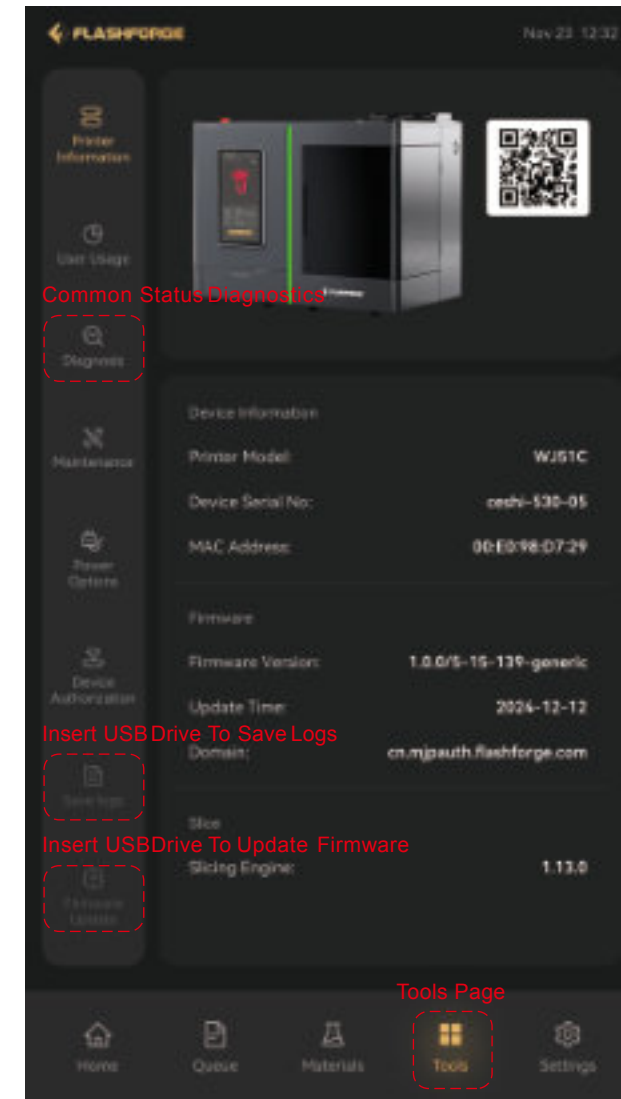 FLASHFORGE
Nov 23 12:32
Printer
Information
User Usage
Common Status Diagnostics
Diagnosis
Maintenance
Power
Options
Device
Authorization
Insert USB Drive To Save Logs
Save logs
Insert USBDrive To Update Firmware
Firmware
Update
Device Information
Printer Model: WJ51C
Device Serial No: ceshi-530-05
MAC Address: 00:E0:98:D7:29
Firmware
Firmware Version: 1.0.0/5-15-139-generic
Update Time: 2024-12-12
Domain: cn.mjpauth.flashforge.com
Slice
Slicing Engine: 1.13.0
Tools Page
Home
Queue
Materials
Tools
Settings